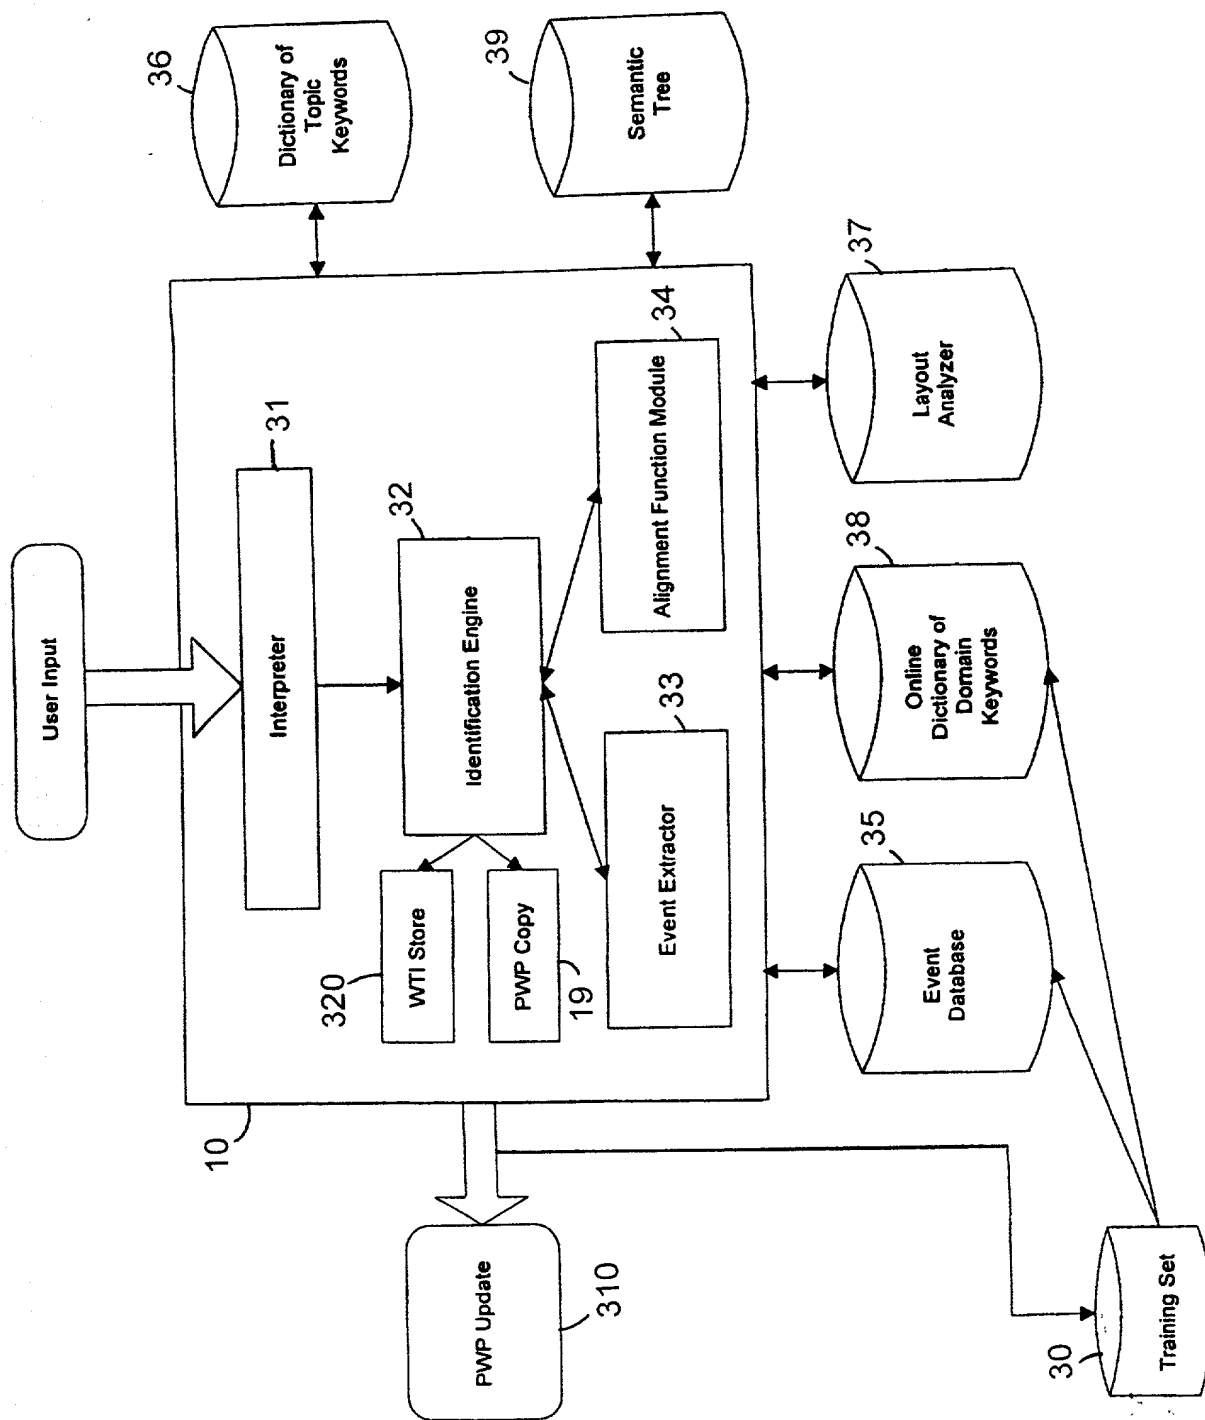 User Input
36
Dictionary of
Topic
Keywords
39
Semantic
Tree
31
Interpreter
32
Identification Engine
34
Alignment Function Module
33
Event Extractor
320
WTI Store
PWP Copy
19
10
37
Layout
Analyzer
38
Online
Dictionary of
Domain
Keywords
35
Event
Database
PWP Update
310
30
Training Set